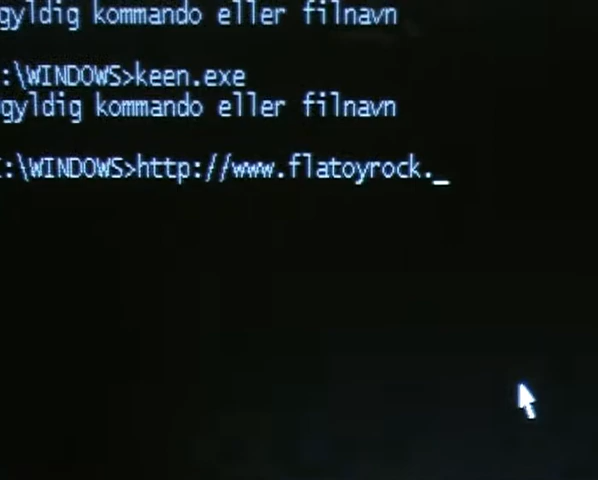 gyldig kommando eller filnavn
:\WINDOWS>keen.exe
gyldig kommando eller filnavn
:\WINDOWS>http://www.flatoyrock._